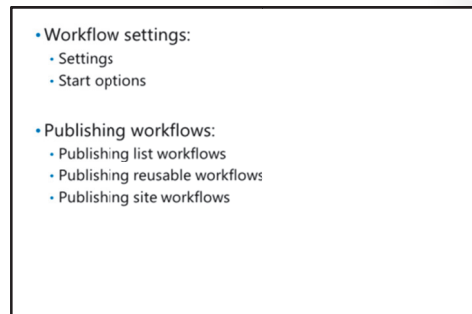 • Workflow settings:
• Settings
• Start options
• Publishing workflows:
• Publishing list workflows
• Publishing reusable workflows
• Publishing site workflows